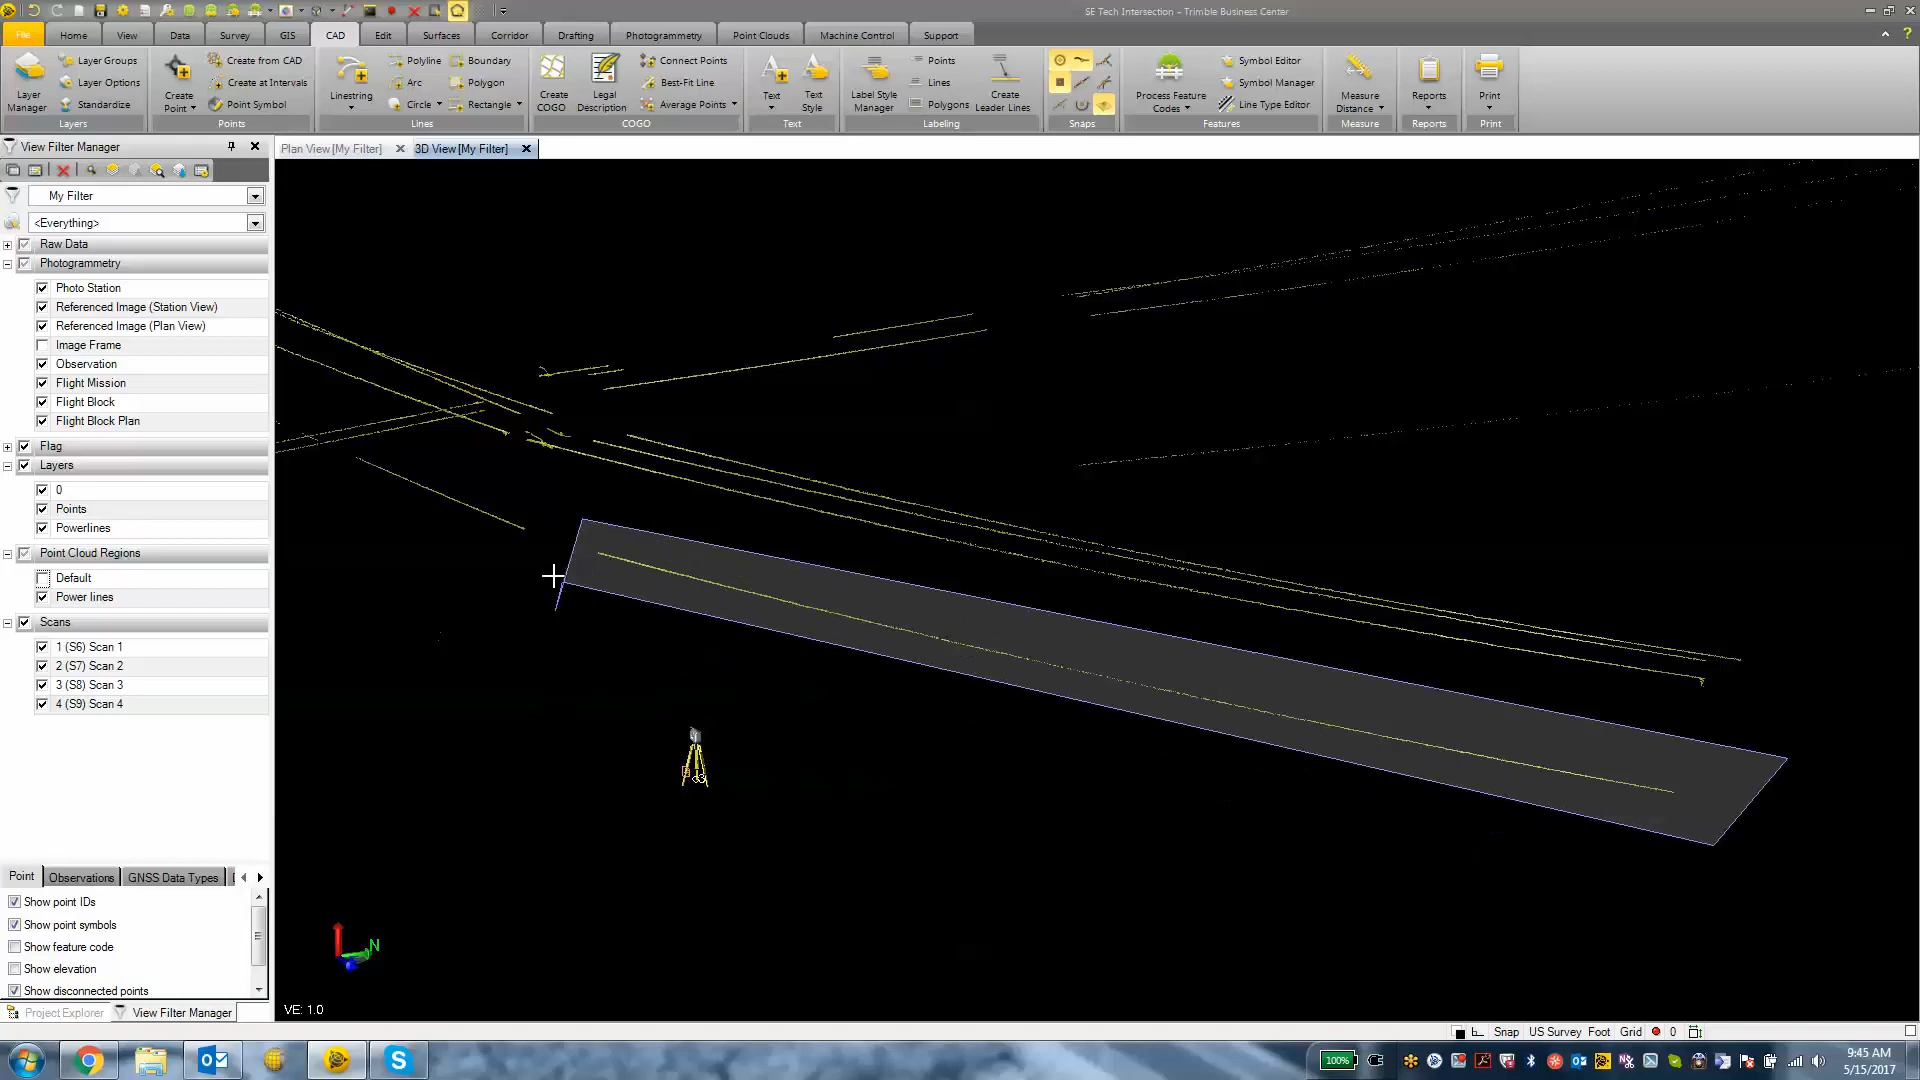 SE Tech Intersection - Trimble Business Center
File
Home
View
Data
Survey
GIS
CAD
Edit
Surfaces
Corridor
Drafting
Photogrammetry
Point Clouds
Machine Control
Support
Layer Manager
Layer Groups
Layer Options
Standardize
Layers
Create Point
Create from CAD
Create at Intervals
Point Symbol
Points
Linestring
Polyline
Arc
Circle
Boundary
Polygon
Rectangle
Lines
Create COGO
Legal Description
Connect Points
Best-Fit Line
Average Points
COGO
Text
Text Style
Text
Label Style Manager
Points
Lines
Polygons
Create Leader Lines
Labeling
Snaps
Process Feature Codes
Symbol Editor
Symbol Manager
Line Type Editor
Features
Measure Distance
Measure
Reports
Reports
Print
Print
View Filter Manager
Plan View [My Filter]
3D View [My Filter]
My Filter
<Everything>
Raw Data
Photogrammetry
Photo Station
Referenced Image (Station View)
Referenced Image (Plan View)
Image Frame
Observation
Flight Mission
Flight Block
Flight Block Plan
Flag
Layers
0
Points
Powerlines
Point Cloud Regions
Default
Power lines
Scans
1 (S6) Scan 1
2 (S7) Scan 2
3 (S8) Scan 3
4 (S9) Scan 4
Point
Observations
GNSS Data Types
Show point IDs
Show point symbols
Show feature code
Show elevation
Show disconnected points
Project Explorer
View Filter Manager
N
VE: 1.0
Snap
US Survey Foot
Grid
0
100%
9:45 AM
5/15/2017